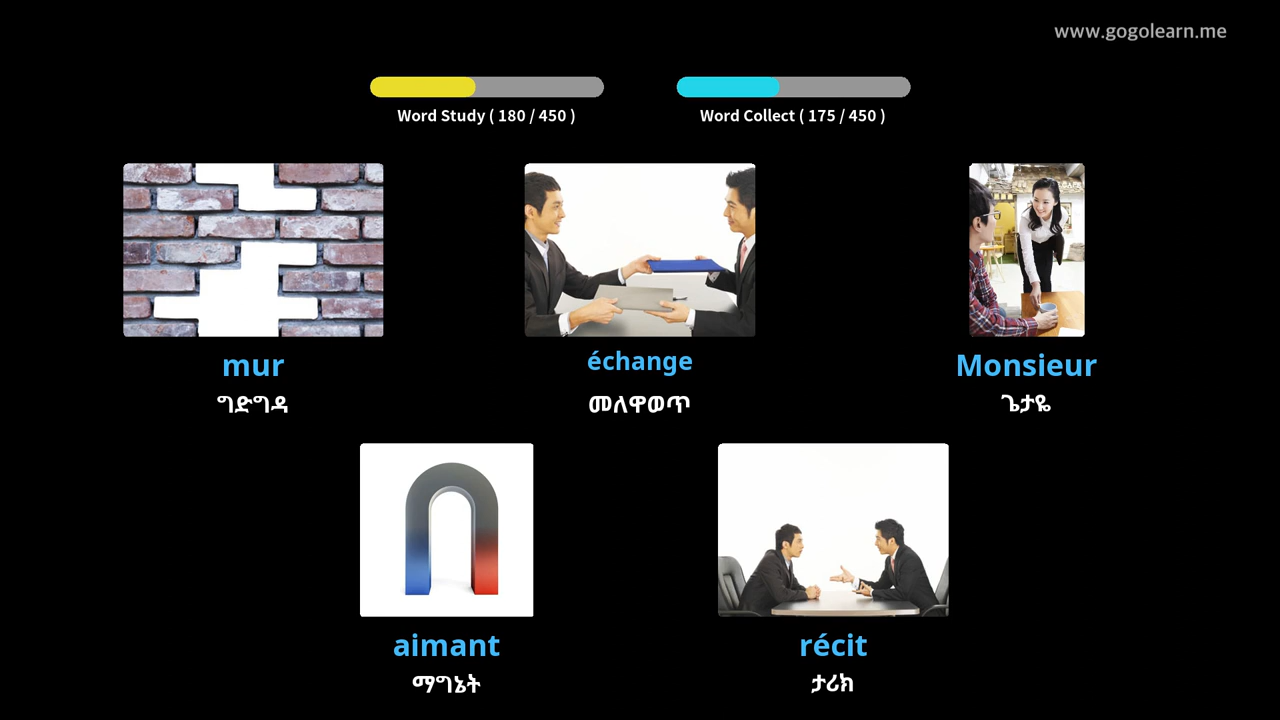 www.gogolearn.me
Word Study ( 180 / 450 )
Word Collect ( 175 / 450 )
mur
ግድግዳ
échange
መለዋወጥ
Monsieur
ጌታዬ
aimant
ማግኔት
récit
ታሪክ